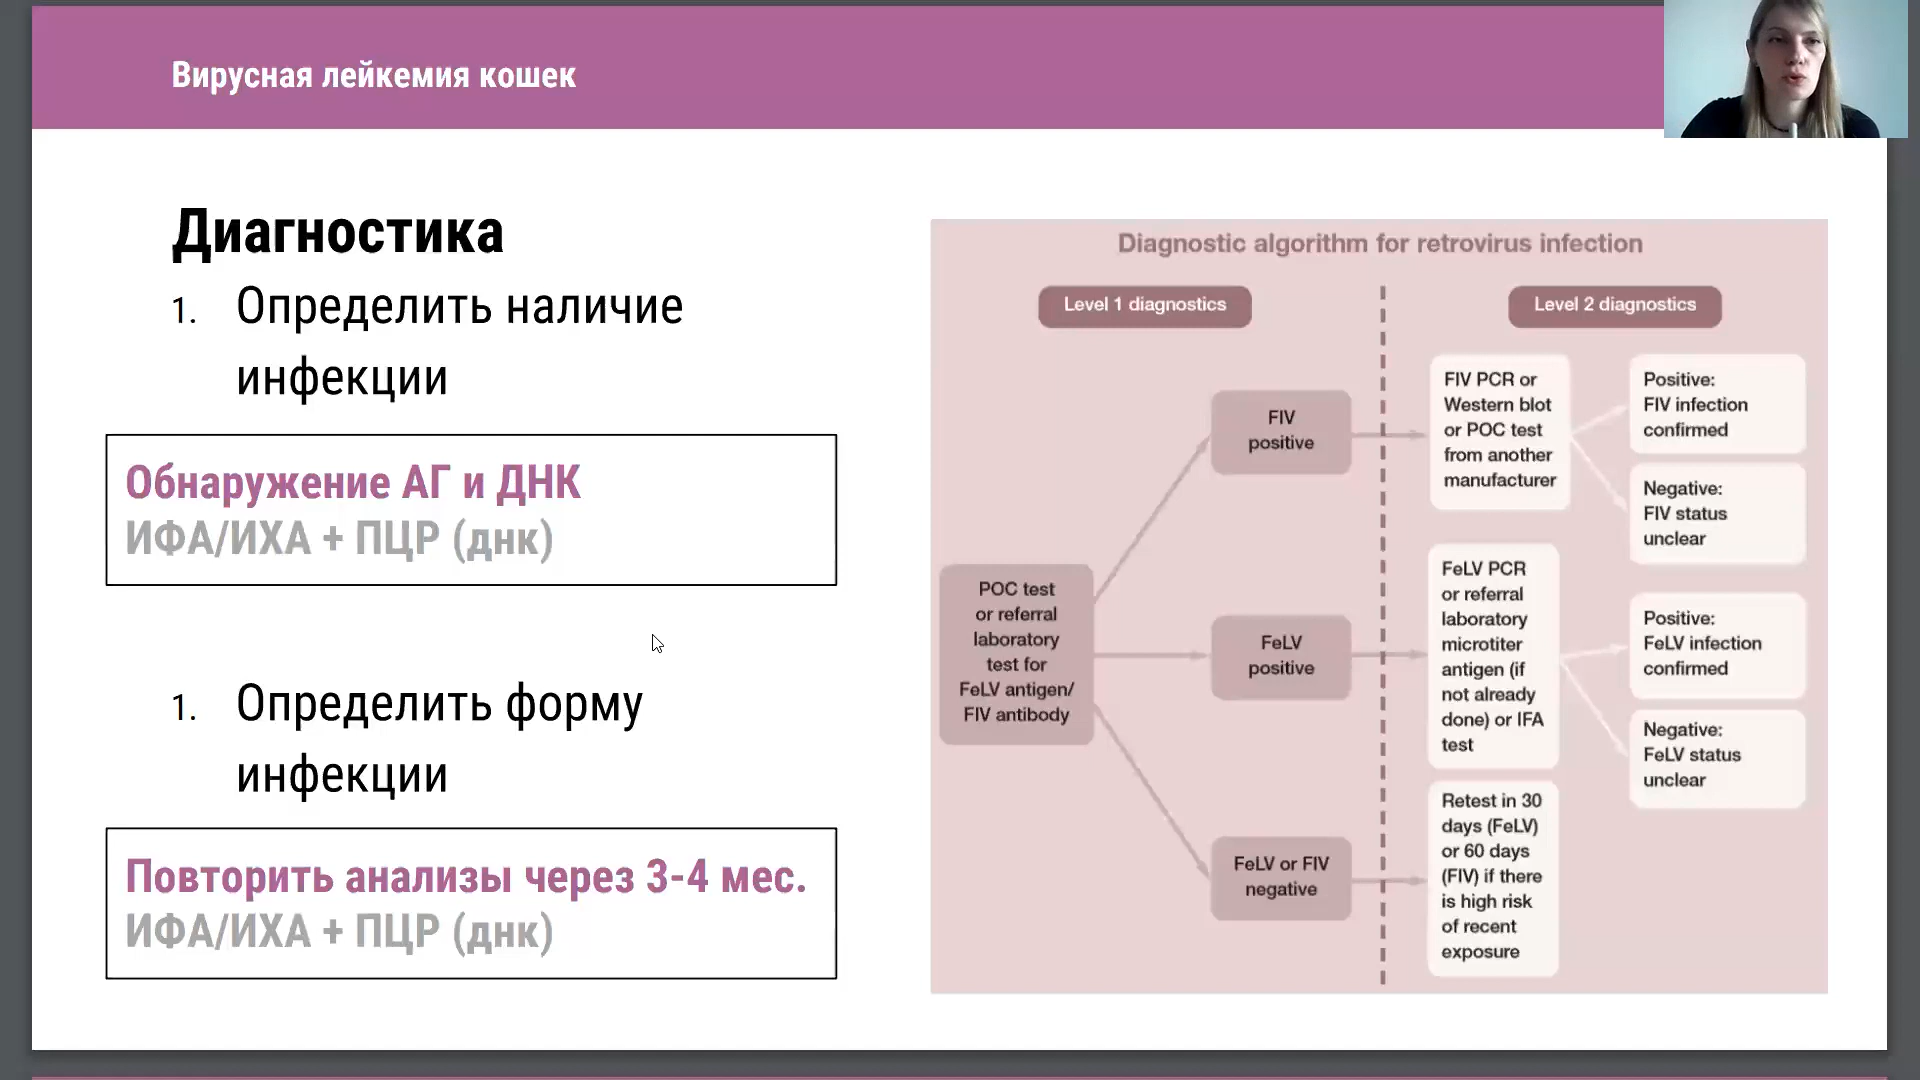 Вирусная лейкемия кошек
Диагностика
1. Определить наличие
инфекции
Обнаружение АГ и ДНК
ИФА/ИХА + ПЦР (днк)
1. Определить форму
инфекции
Повторить анализы через 3-4 мес.
ИФА/ИХА + ПЦР (днк)
Diagnostic algorithm for retrovirus infection
Level 1 diagnostics
Level 2 diagnostics
POC test
or referral
laboratory
test for
FeLV antigen/
FIV antibody
FIV
positive
FIV PCR or
Western blot
or POC test
from another
manufacturer
Positive:
FIV infection
confirmed
Negative:
FIV status
unclear
FeLV
positive
FeLV PCR
or referral
laboratory
microtiter
antigen (if
not already
done) or IFA
test
Positive:
FeLV infection
confirmed
Negative:
FeLV status
unclear
FeLV or FIV
negative
Retest in 30
days (FeLV)
or 60 days
(FIV) if there
is high risk
of recent
exposure